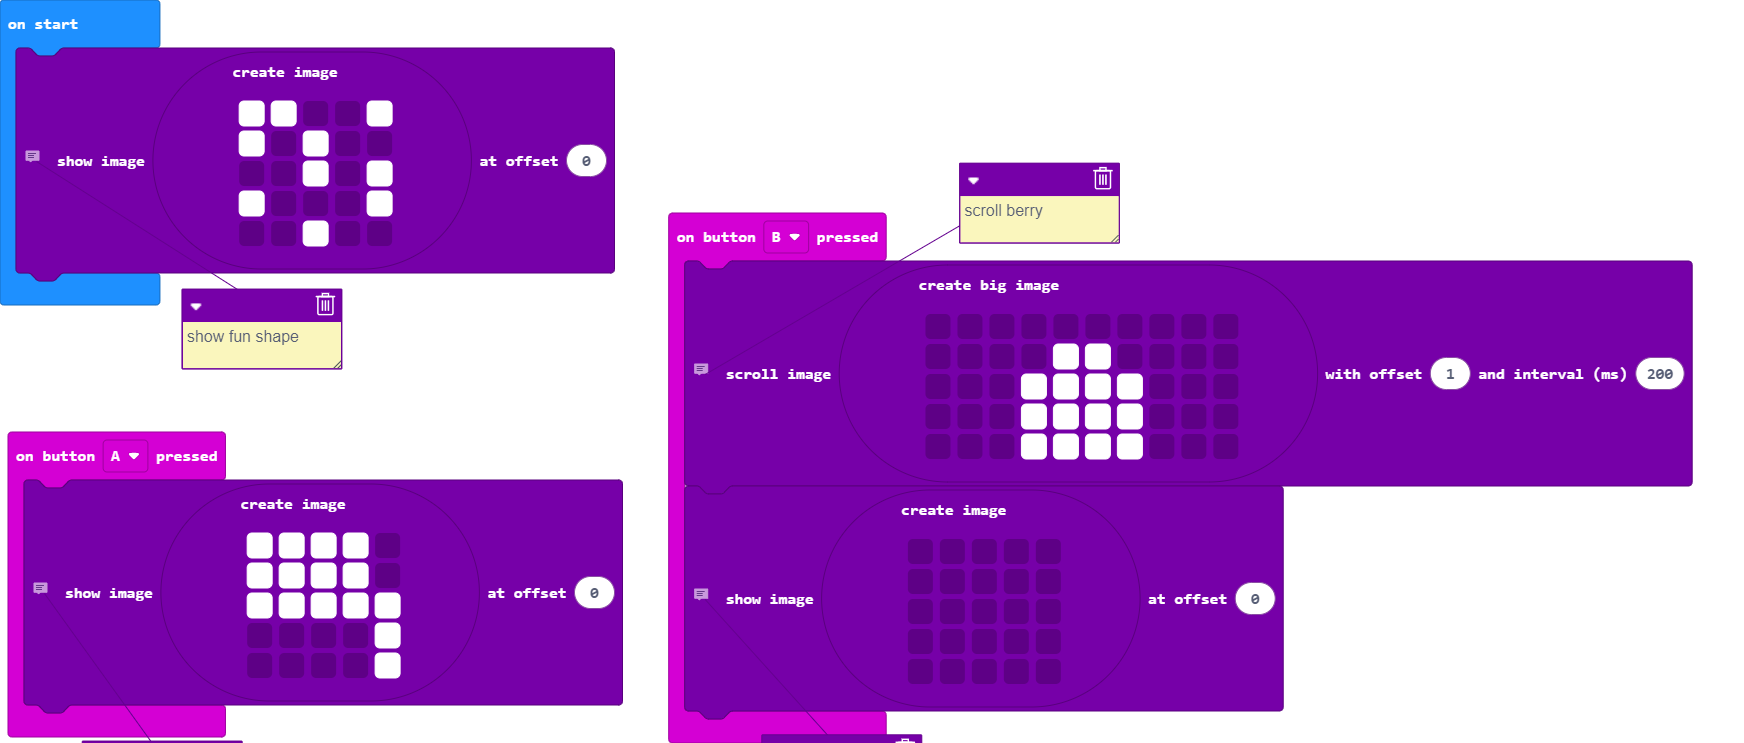 on start
create image
show image
at offset 0
show fun shape
on button A pressed
create image
show image
at offset 0
scroll berry
on button B pressed
create big image
scroll image
with offset 1 and interval (ms) 200
create image
show image
at offset 0